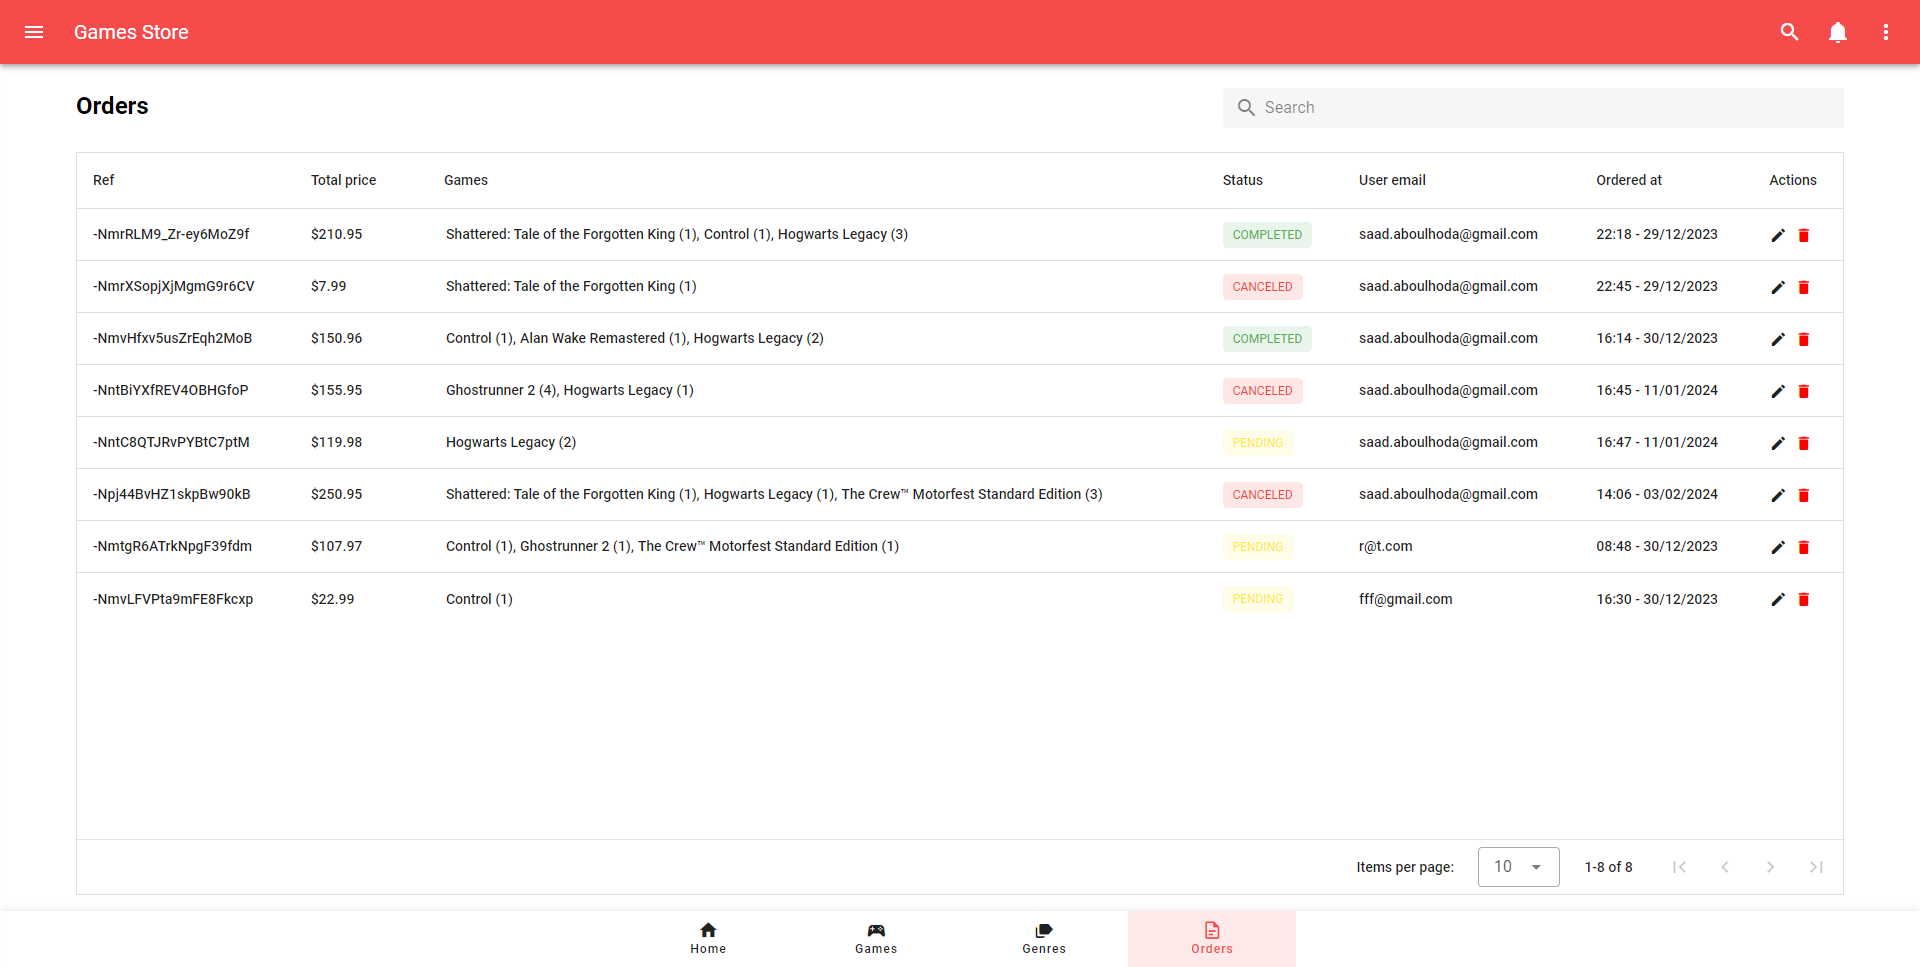 Games Store
Orders
Search
Ref Total price Games Status User email Ordered at Actions
-NmrRLM9_Zr-ey6MoZ9f $210.95 Shattered: Tale of the Forgotten King (1), Control (1), Hogwarts Legacy (3) COMPLETED saad.aboulhoda@gmail.com 22:18 - 29/12/2023
-NmrXSopjXjMgmG9r6CV $7.99 Shattered: Tale of the Forgotten King (1) CANCELED saad.aboulhoda@gmail.com 22:45 - 29/12/2023
-NmvHfxv5usZrEqh2MoB $150.96 Control (1), Alan Wake Remastered (1), Hogwarts Legacy (2) COMPLETED saad.aboulhoda@gmail.com 16:14 - 30/12/2023
-NntBiYXfREV4OBHGfoP $155.95 Ghostrunner 2 (4), Hogwarts Legacy (1) CANCELED saad.aboulhoda@gmail.com 16:45 - 11/01/2024
-NntC8QTJRvPYBtC7ptM $119.98 Hogwarts Legacy (2) PENDING saad.aboulhoda@gmail.com 16:47 - 11/01/2024
-Npj44BvHZ1skpBw90kB $250.95 Shattered: Tale of the Forgotten King (1), Hogwarts Legacy (1), The Crew™ Motorfest Standard Edition (3) CANCELED saad.aboulhoda@gmail.com 14:06 - 03/02/2024
-NmtgR6ATrkNpgF39fdm $107.97 Control (1), Ghostrunner 2 (1), The Crew™ Motorfest Standard Edition (1) PENDING r@t.com 08:48 - 30/12/2023
-NmvLFVPta9mFE8Fkcxp $22.99 Control (1) PENDING fff@gmail.com 16:30 - 30/12/2023
Items per page: 10 1-8 of 8
Home Games Genres Orders